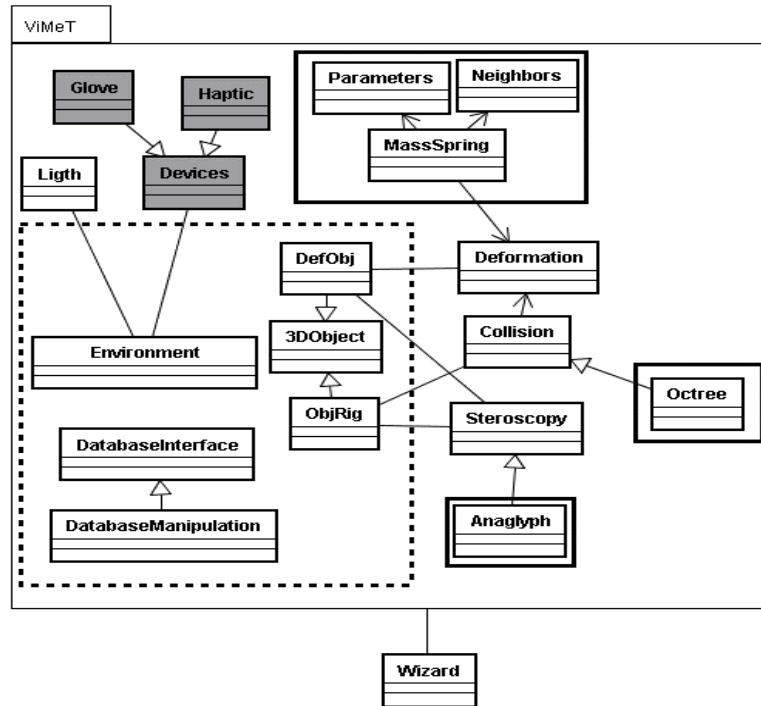 ViMeT
Parameters
Neighbors
Glove
Haptic
MassSpring
Ligth
Devices
DefObj
Deformation
3DObject
Collision
Environment
Octree
ObjRig
Steroscopy
DatabaseInterface
Anaglyph
DatabaseManipulation
Wizard